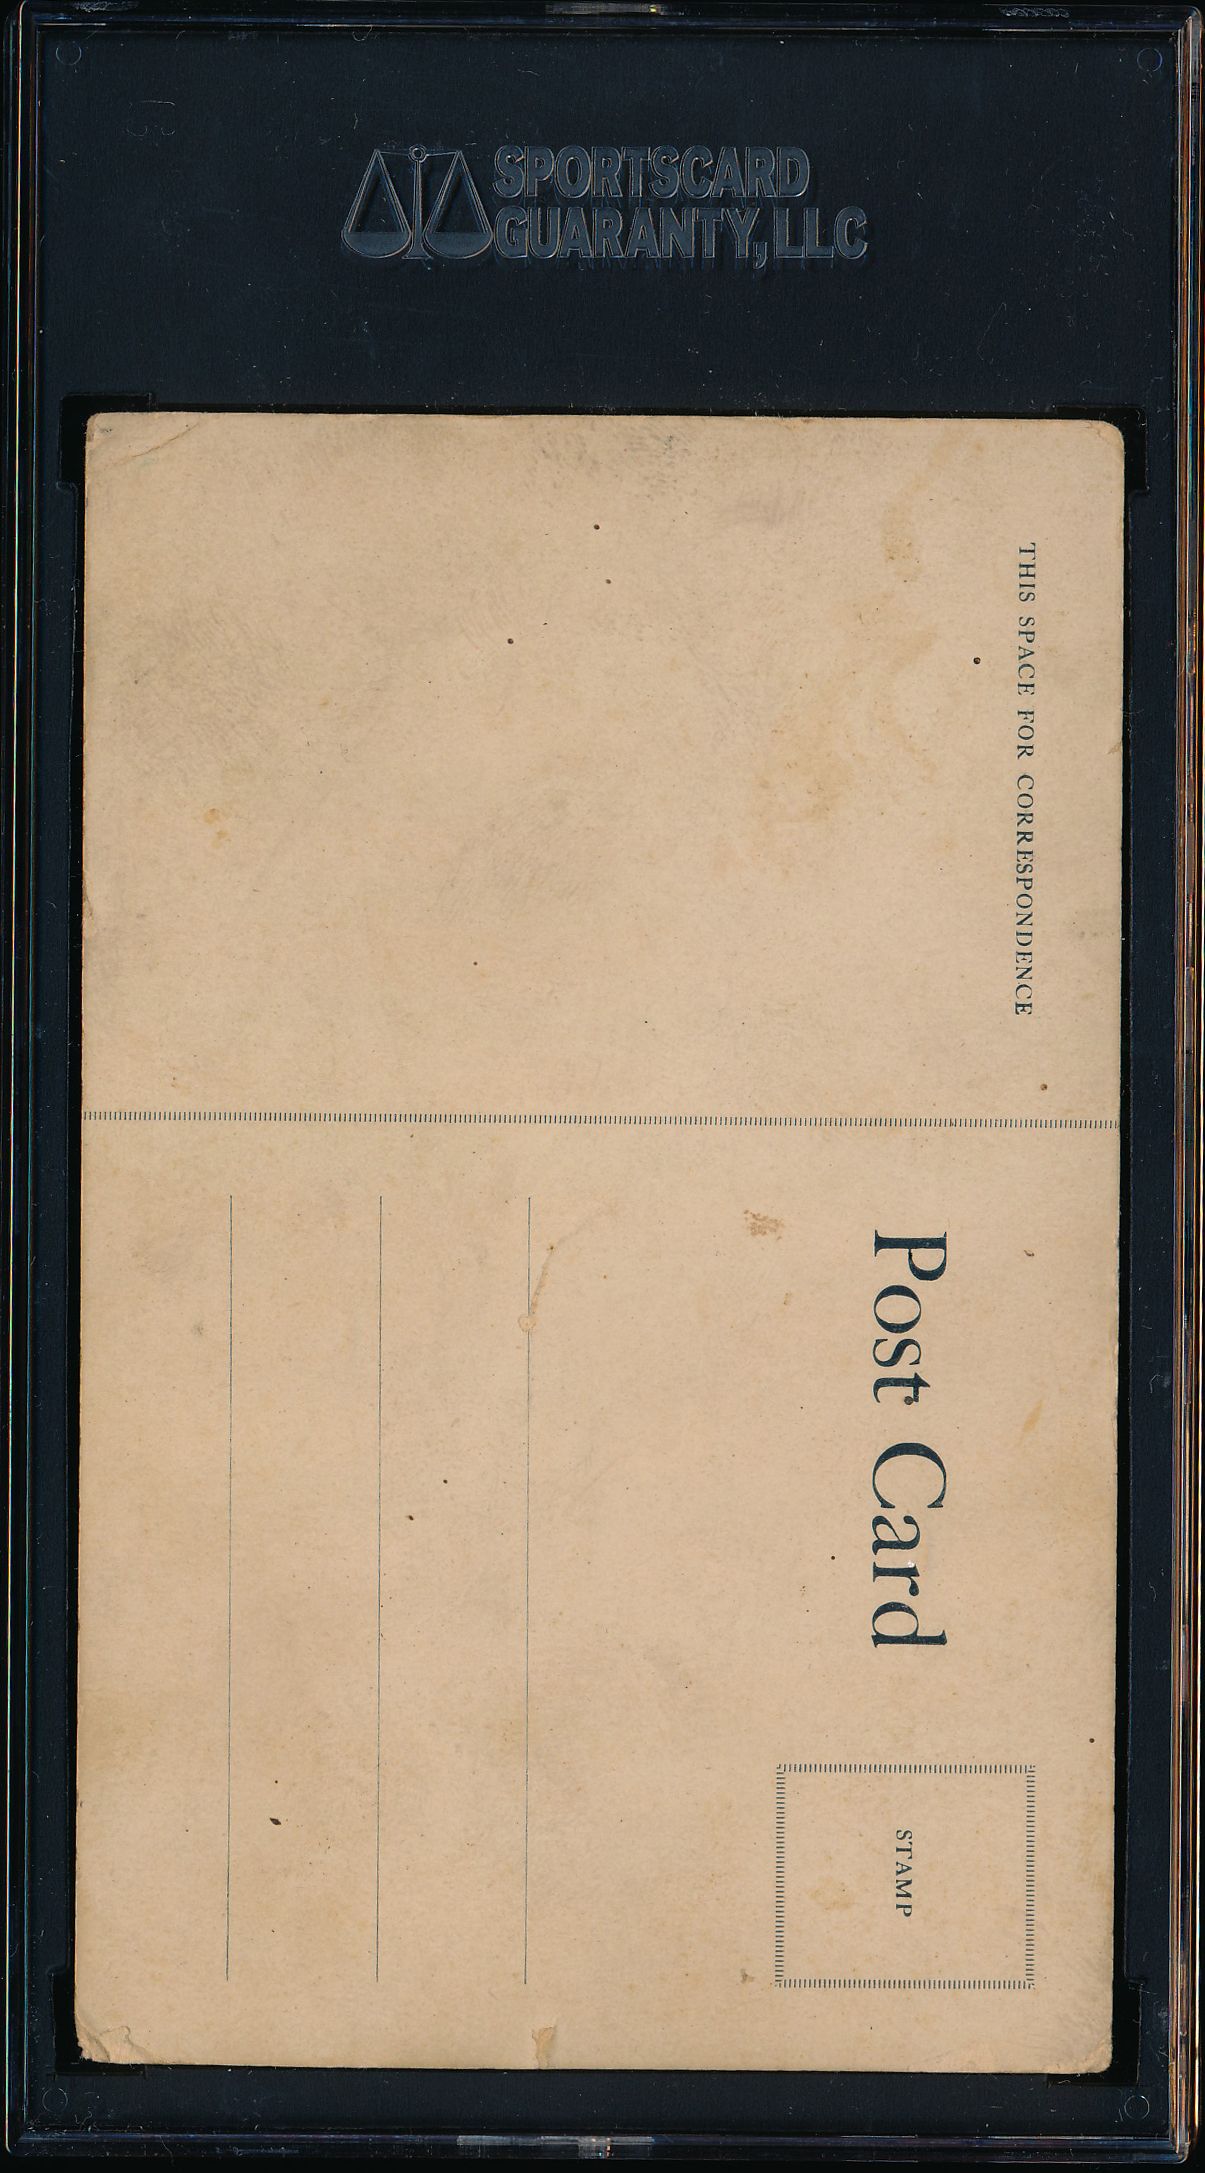 SPORTSCARD
GUARANTY, LLC
THIS SPACE FOR CORRESPONDENCE
Post Card
STAMP